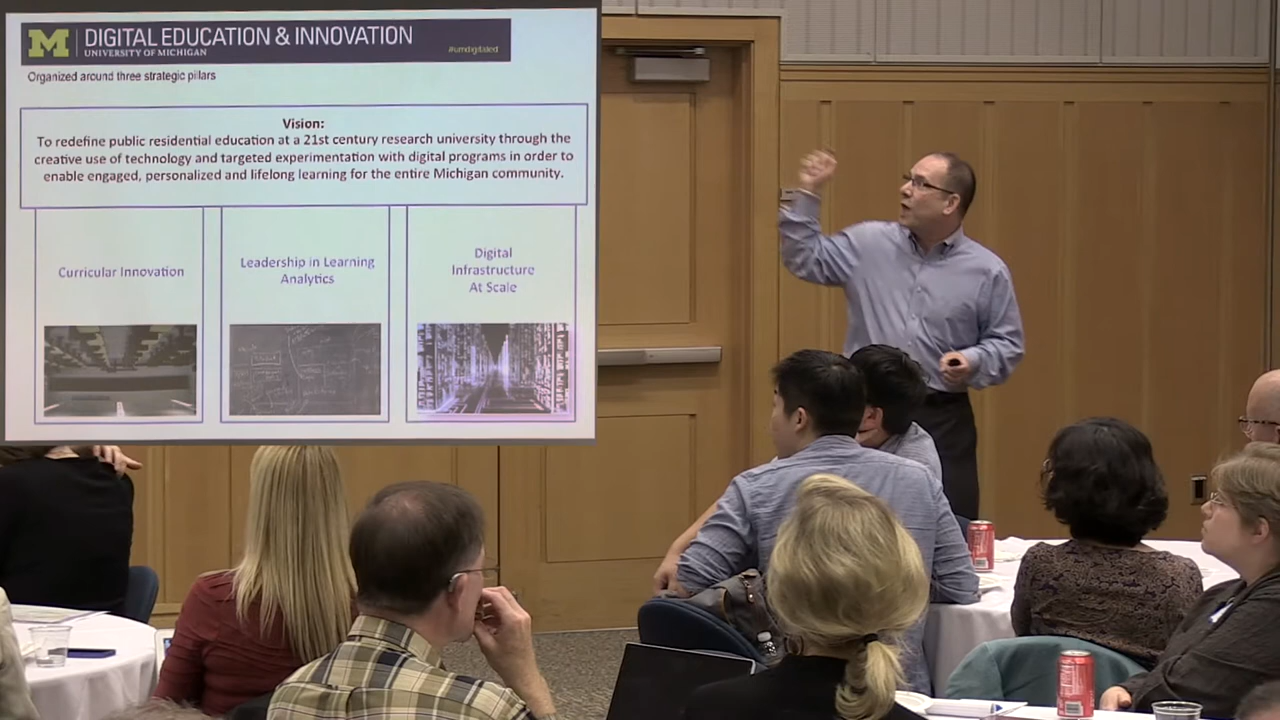 M
DIGITAL EDUCATION & INNOVATION
UNIVERSITY OF MICHIGAN
#umdigitaled
Organized around three strategic pillars
Vision:
To redefine public residential education at a 21st century research university through the
creative use of technology and targeted experimentation with digital programs in order to
enable engaged, personalized and lifelong learning for the entire Michigan community.
Curricular Innovation
Leadership in Learning
Analytics
Digital
Infrastructure
At Scale